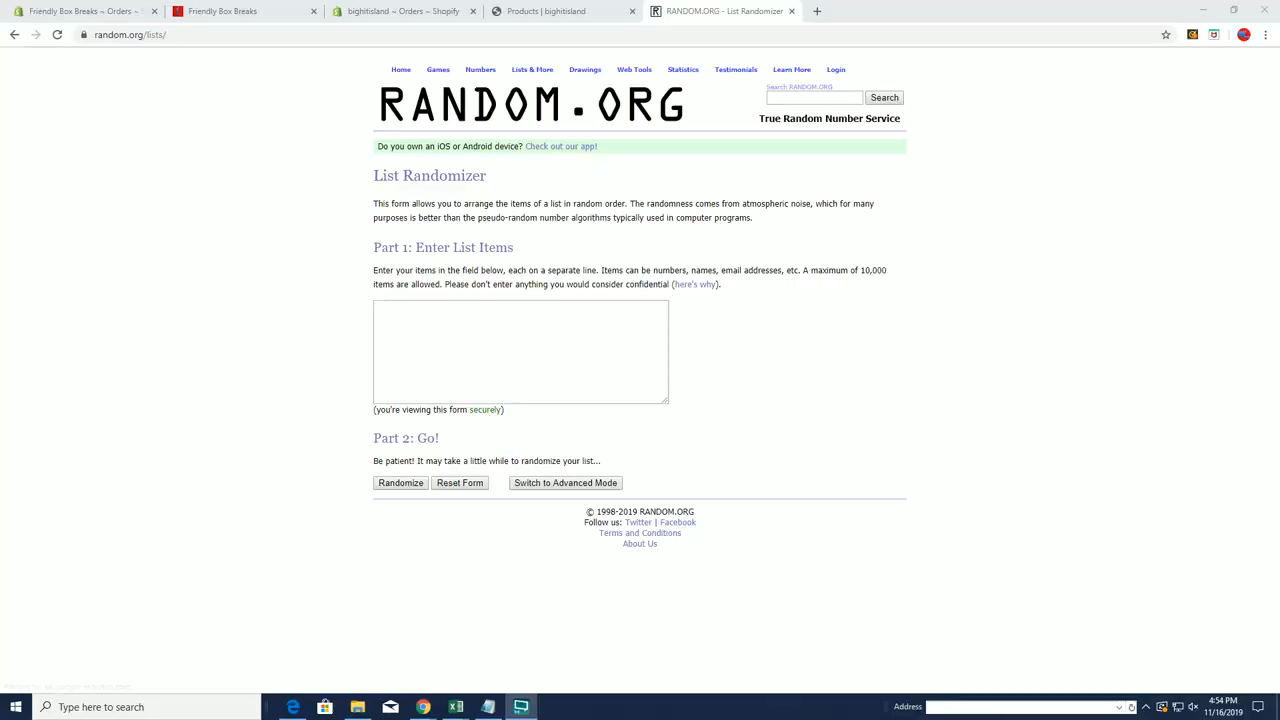 Friendly Box Breaks ~ Orders ~ S
Friendly Box Breaks
bighitisland ~ Orders ~ Shopify
Products | bighitisland
RANDOM.ORG - List Randomizer
random.org/lists/
Home Games Numbers Lists & More Drawings Web Tools Statistics Testimonials Learn More Login
RANDOM.ORG
Search RANDOM.ORG
Search
True Random Number Service
Do you own an iOS or Android device? Check out our app!
List Randomizer
This form allows you to arrange the items of a list in random order. The randomness comes from atmospheric noise, which for many
purposes is better than the pseudo-random number algorithms typically used in computer programs.
Part 1: Enter List Items
Enter your items in the field below, each on a separate line. Items can be numbers, names, email addresses, etc. A maximum of 10,000
items are allowed. Please don't enter anything you would consider confidential (here's why).
(you're viewing this form securely)
Part 2: Go!
Be patient! It may take a little while to randomize your list...
Randomize Reset Form Switch to Advanced Mode
© 1998-2019 RANDOM.ORG
Follow us: Twitter | Facebook
Terms and Conditions
About Us
Type here to search
Address
4:54 PM
11/16/2019